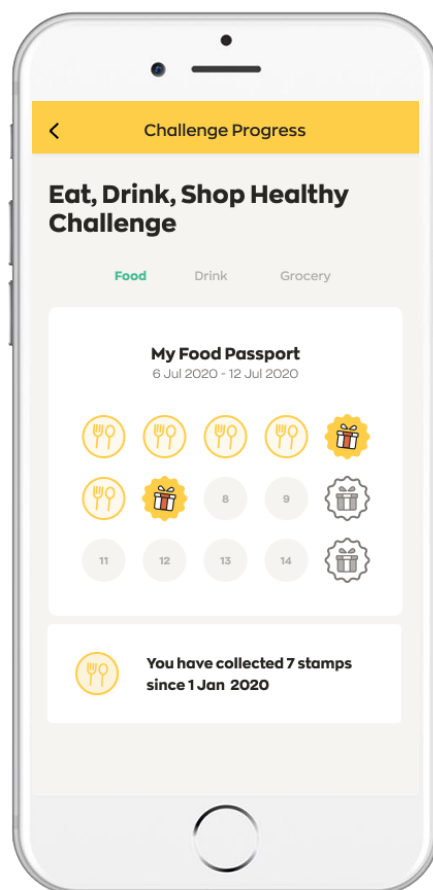 Challenge Progress
Eat, Drink, Shop Healthy
Challenge
Food Drink Grocery
My Food Passport
6 Jul 2020 - 12 Jul 2020
8 9
11 12 13 14
You have collected 7 stamps
since 1 Jan 2020